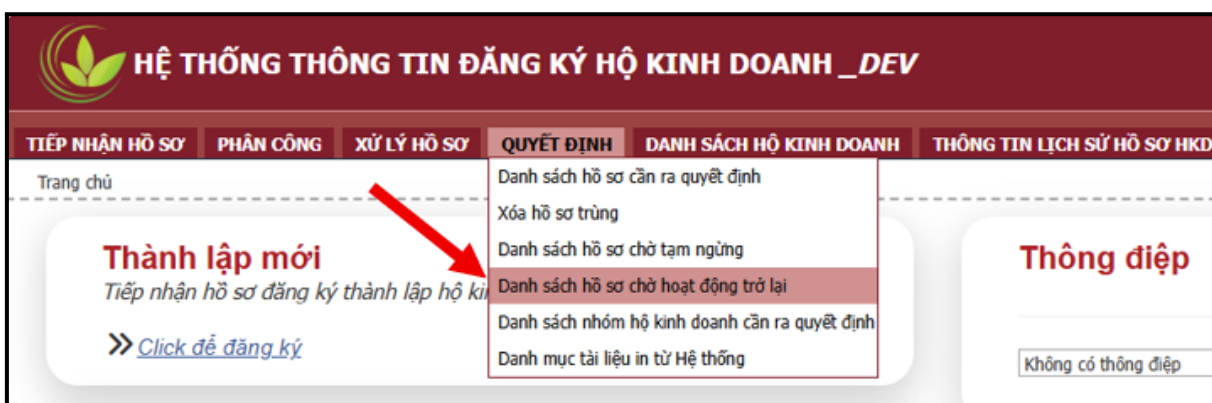 HỆ THỐNG THÔNG TIN ĐĂNG KÝ HỘ KINH DOANH _DEV
TIẾP NHẬN HỒ SƠ PHÂN CÔNG XỬ LÝ HỒ SƠ QUYẾT ĐỊNH DANH SÁCH HỘ KINH DOANH THÔNG TIN LỊCH SỬ HỒ SƠ HKD
Trang chủ
Danh sách hồ sơ cần ra quyết định
Xóa hồ sơ trùng
Danh sách hồ sơ chờ tạm ngừng
Danh sách hồ sơ chờ hoạt động trở lại
Danh sách nhóm hộ kinh doanh cần ra quyết định
Danh mục tài liệu in từ Hệ thống
Thành lập mới
Tiếp nhận hồ sơ đăng ký thành lập hộ
Click để đăng ký
Thông điệp
Không có thông điệp